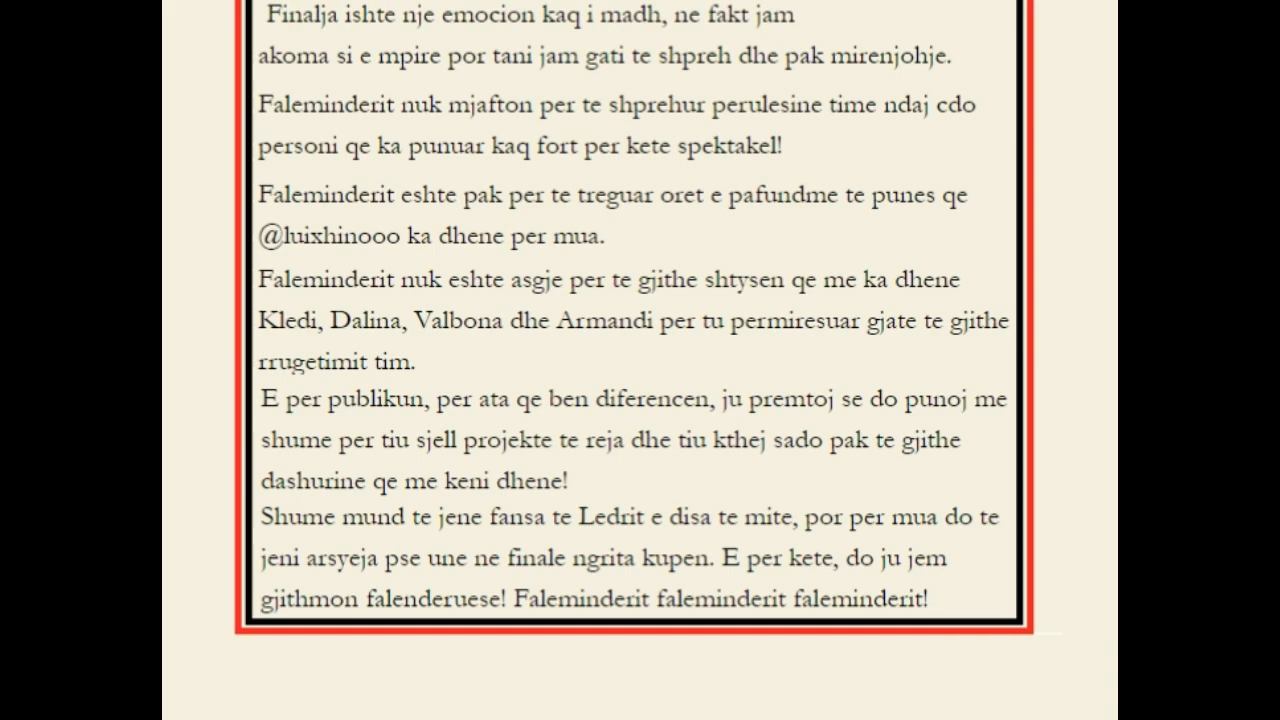 Finalja ishte nje emocion kaq i madh, ne fakt jam
akoma si e mpire por tani jam gati te shpreh dhe pak mirenjohje.
Faleminderit nuk mjafton per te shprehur perulesine time ndaj cdo
personi qe ka punuar kaq fort per kete spektakel!
Faleminderit eshte pak per te treguar oret e pafundme te punes qe
@luixhinooo ka dhene per mua.
Faleminderit nuk eshte asgje per te gjithe shtysen qe me ka dhene
Kledi, Dalina, Valbona dhe Armandi per tu permiresuar gjate te gjithe
rrugetimit tim.
E per publikun, per ata qe ben diferencen, ju premtoj se do punoj me
shume per tiu sjell projekte te reja dhe tiu kthej sado pak te gjithe
dashurine qe me keni dhene!
Shume mund te jene fansa te Ledrit e disa te mite, por per mua do te
jeni arsyeja pse une ne finale ngrita kupen. E per kete, do ju jem
gjithmon falenderuese! Faleminderit faleminderit faleminderit!